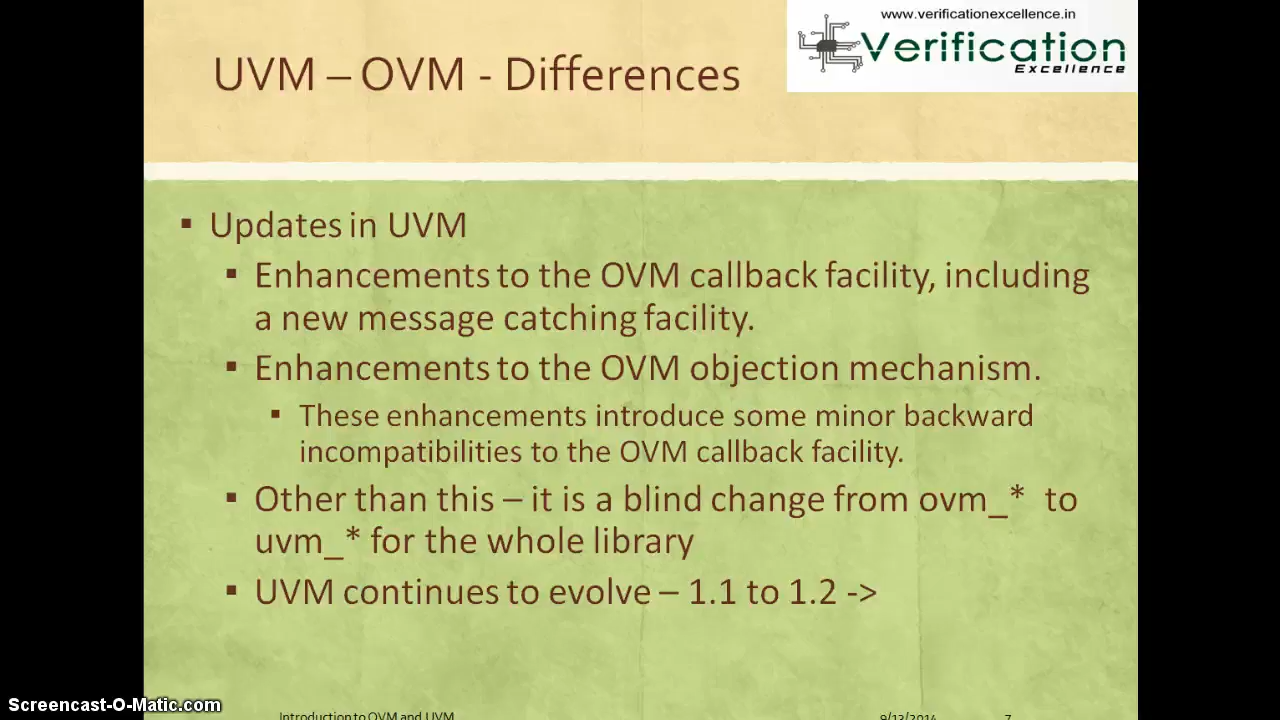 www.verificationexcellence.in
Verification
Excellence
UVM – OVM - Differences
▪ Updates in UVM
▪ Enhancements to the OVM callback facility, including
a new message catching facility.
▪ Enhancements to the OVM objection mechanism.
▪ These enhancements introduce some minor backward
incompatibilities to the OVM callback facility.
▪ Other than this – it is a blind change from ovm_* to
uvm_* for the whole library
▪ UVM continues to evolve – 1.1 to 1.2 ->
Introduction to OVM and UVM 9/13/2014 7
Screencast-O-Matic.com